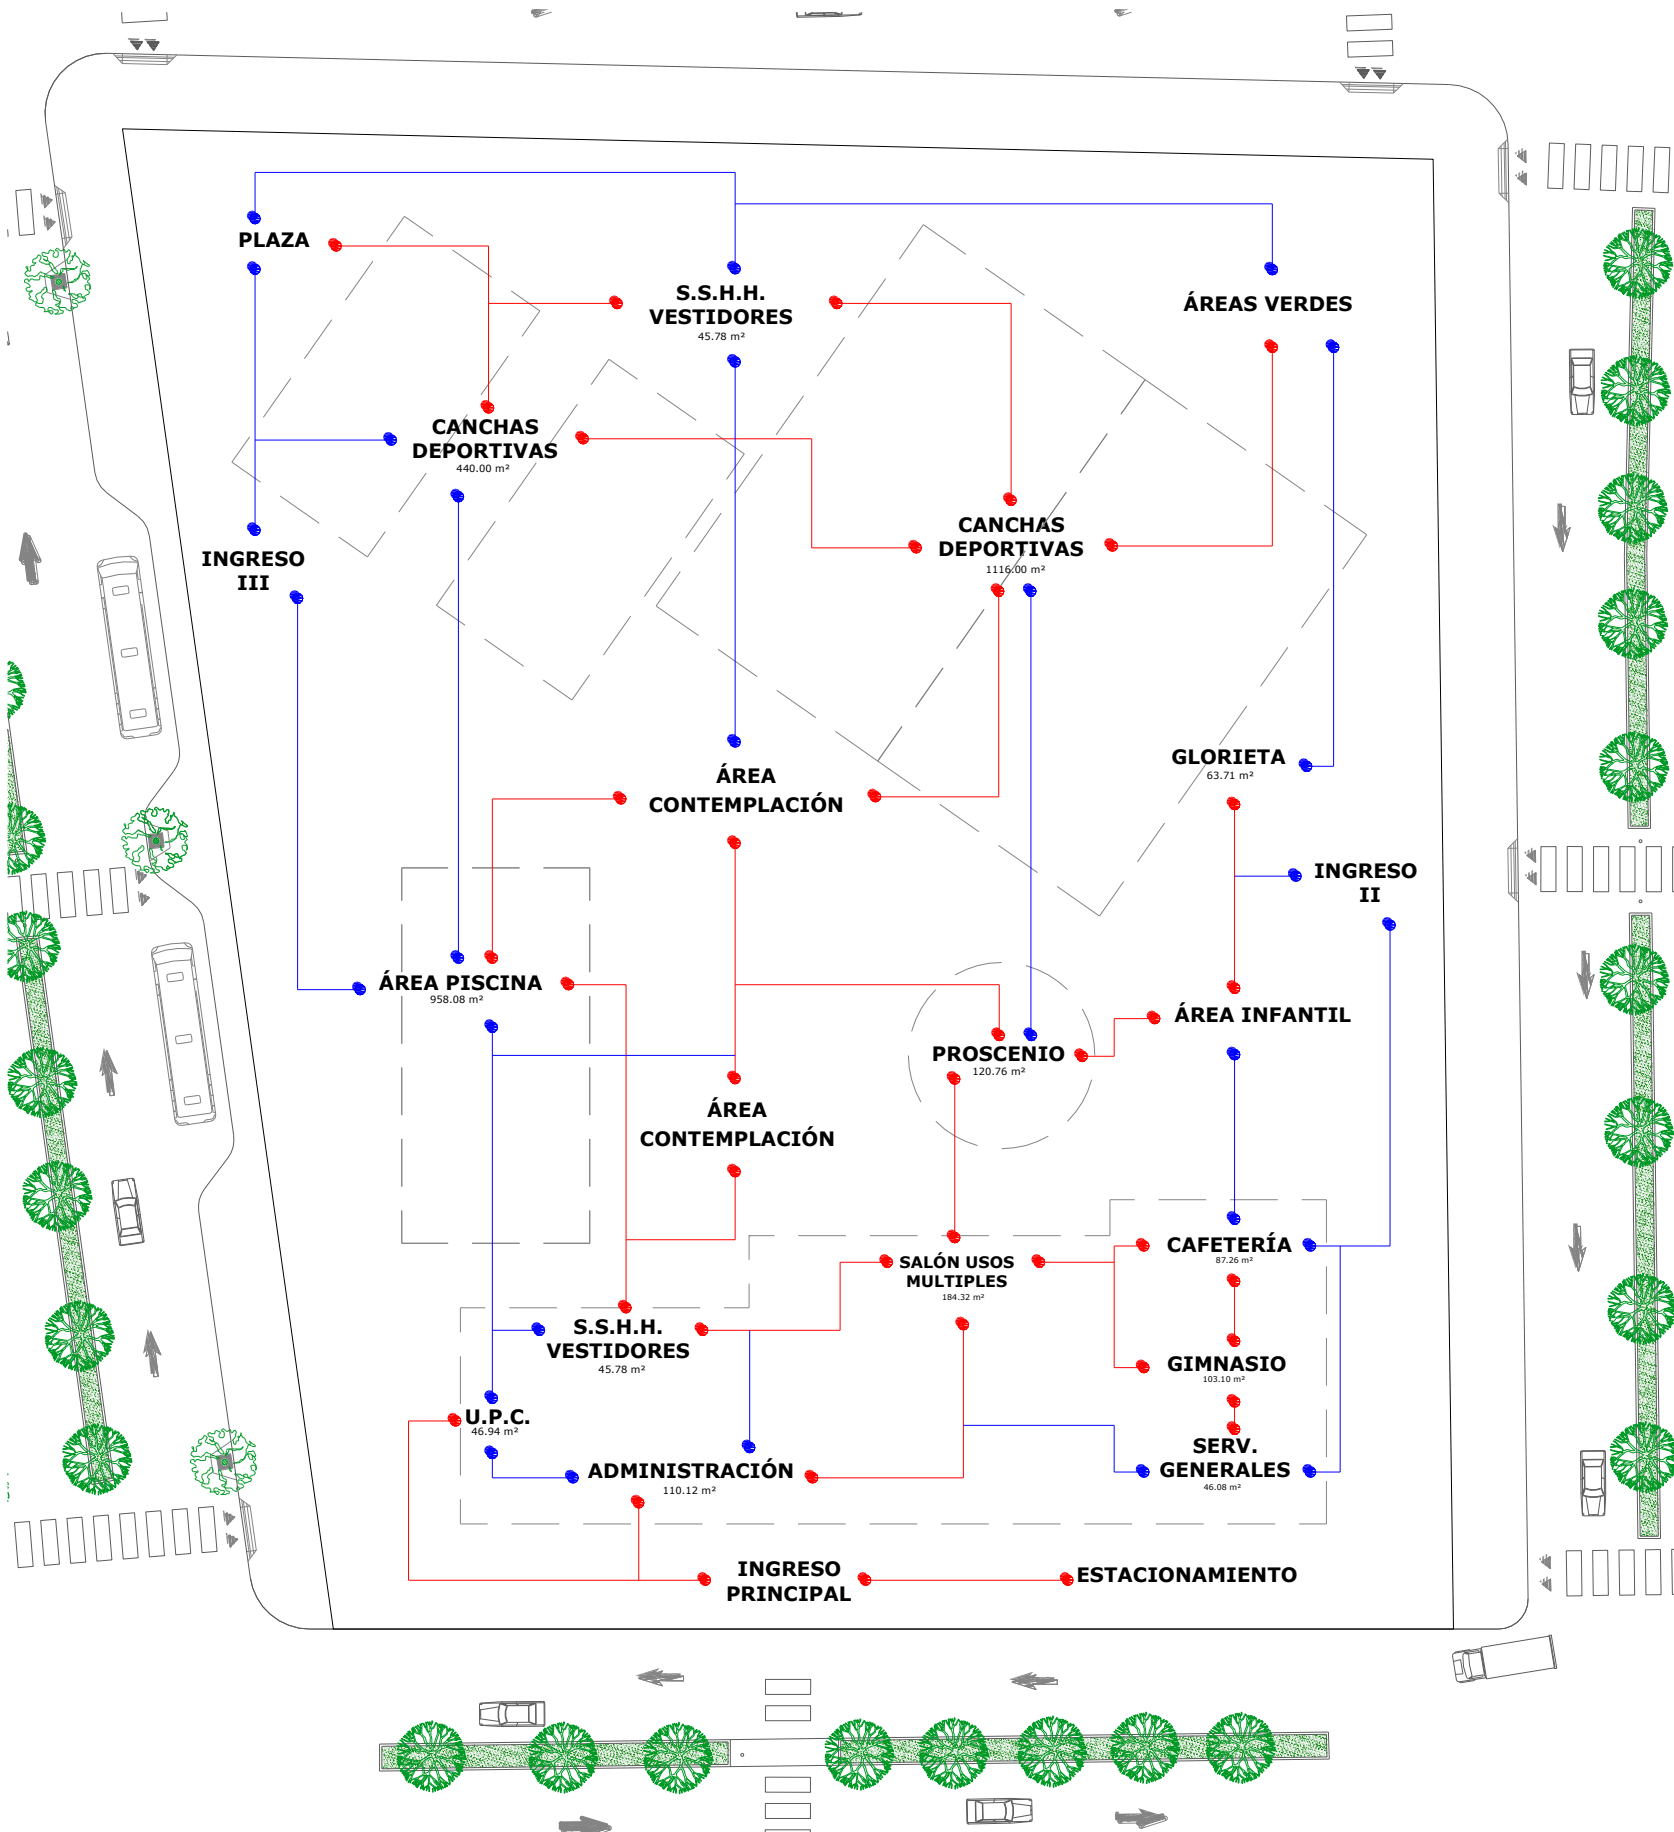 PLAZA
S.S.H.H.
VESTIDORES
45.78 m²
ÁREAS VERDES
CANCHAS
DEPORTIVAS
440.00 m²
CANCHAS
DEPORTIVAS
1116.00 m²
INGRESO
III
ÁREA
CONTEMPLACIÓN
GLORIETA
63.71 m²
INGRESO
II
ÁREA PISCINA
958.08 m²
ÁREA INFANTIL
PROSCENIO
120.76 m²
ÁREA
CONTEMPLACIÓN
SALÓN USOS
MULTIPLES
184.32 m²
CAFETERÍA
87.26 m²
S.S.H.H.
VESTIDORES
45.78 m²
GIMNASIO
103.10 m²
U.P.C.
46.94 m²
ADMINISTRACIÓN
110.12 m²
SERV.
GENERALES
46.08 m²
INGRESO
PRINCIPAL
ESTACIONAMIENTO